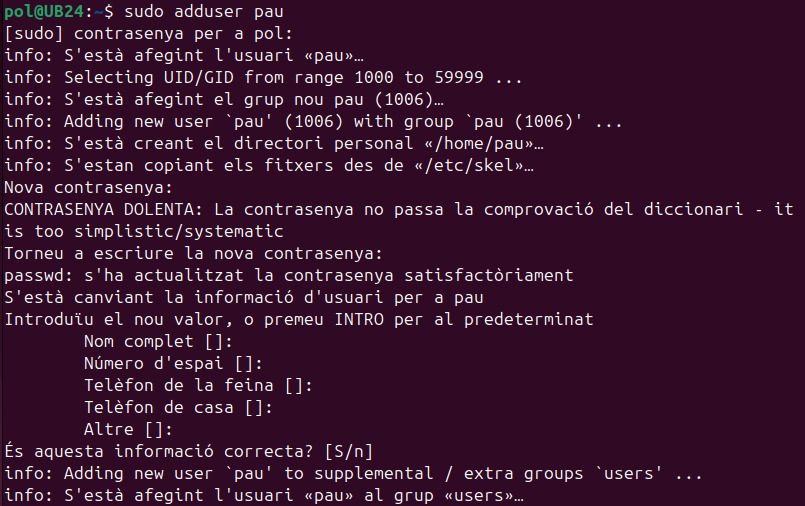 pol@UB24:~$ sudo adduser pau
[sudo] contrasenya per a pol:
info: S'està afegint l'usuari «pau»…
info: Selecting UID/GID from range 1000 to 59999 ...
info: S'està afegint el grup nou pau (1006)…
info: Adding new user `pau' (1006) with group `pau (1006)' ...
info: S'està creant el directori personal «/home/pau»…
info: S'estan copiant els fitxers des de «/etc/skel»…
Nova contrasenya:
CONTRASENYA DOLENTA: La contrasenya no passa la comprovació del diccionari - it
is too simplistic/systematic
Torneu a escriure la nova contrasenya:
passwd: s'ha actualitzat la contrasenya satisfactòriament
S'està canviant la informació d'usuari per a pau
Introduïu el nou valor, o premeu INTRO per al predeterminat
Nom complet []:
Número d'espai []:
Telèfon de la feina []:
Telèfon de casa []:
Altre []:
És aquesta informació correcta? [S/n]
info: Adding new user `pau' to supplemental / extra groups `users' ...
info: S'està afegint l'usuari «pau» al grup «users»…